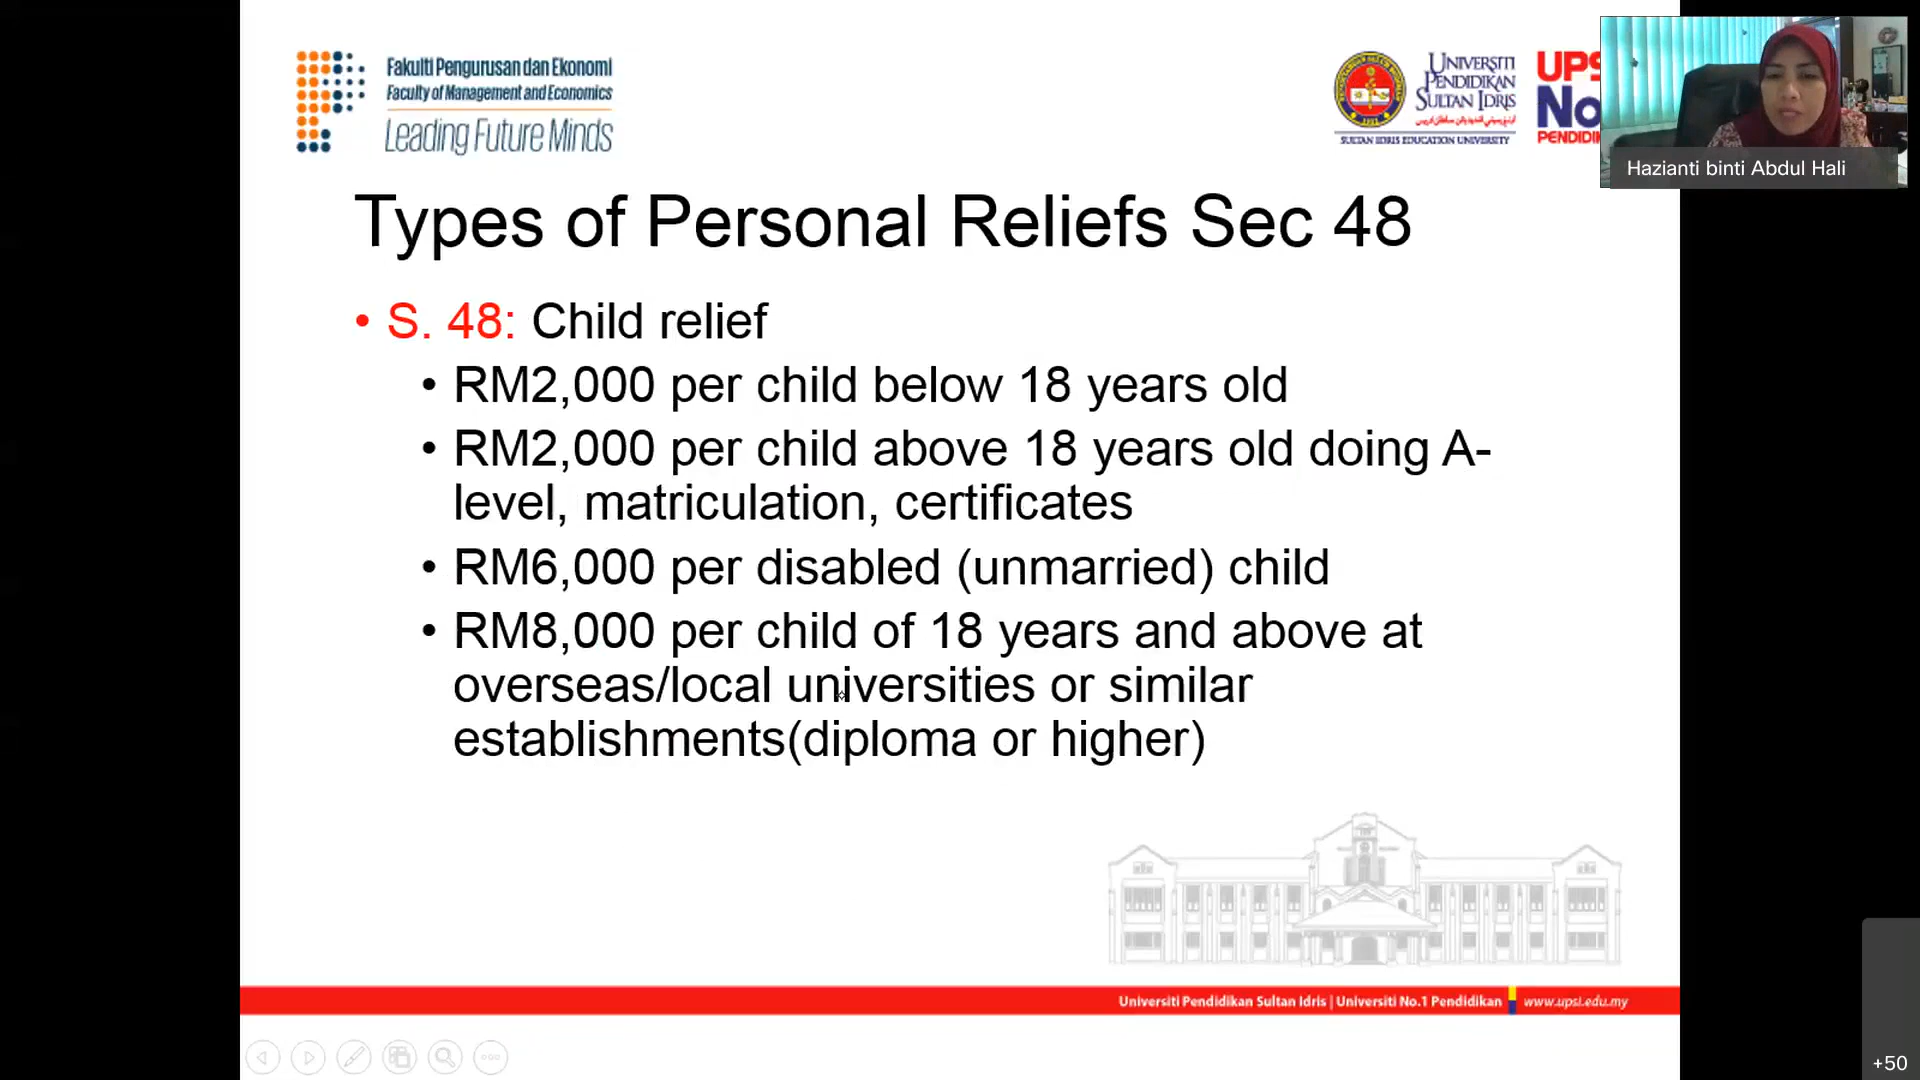 Fakulti Pengurusan dan Ekonomi
Faculty of Management and Economics
Leading Future Minds
UNIVERSITI
PENDIDIKAN
SULTAN IDRIS
SULTAN IDRIS EDUCATION UNIVERSITY
UPS
No
PENDIDIK
Hazianti binti Abdul Hali
Types of Personal Reliefs Sec 48
• S. 48: Child relief
• RM2,000 per child below 18 years old
• RM2,000 per child above 18 years old doing A-
level, matriculation, certificates
• RM6,000 per disabled (unmarried) child
• RM8,000 per child of 18 years and above at
overseas/local universities or similar
establishments(diploma or higher)
Universiti Pendidikan Sultan Idris | Universiti No.1 Pendidikan www.upsi.edu.my
+50